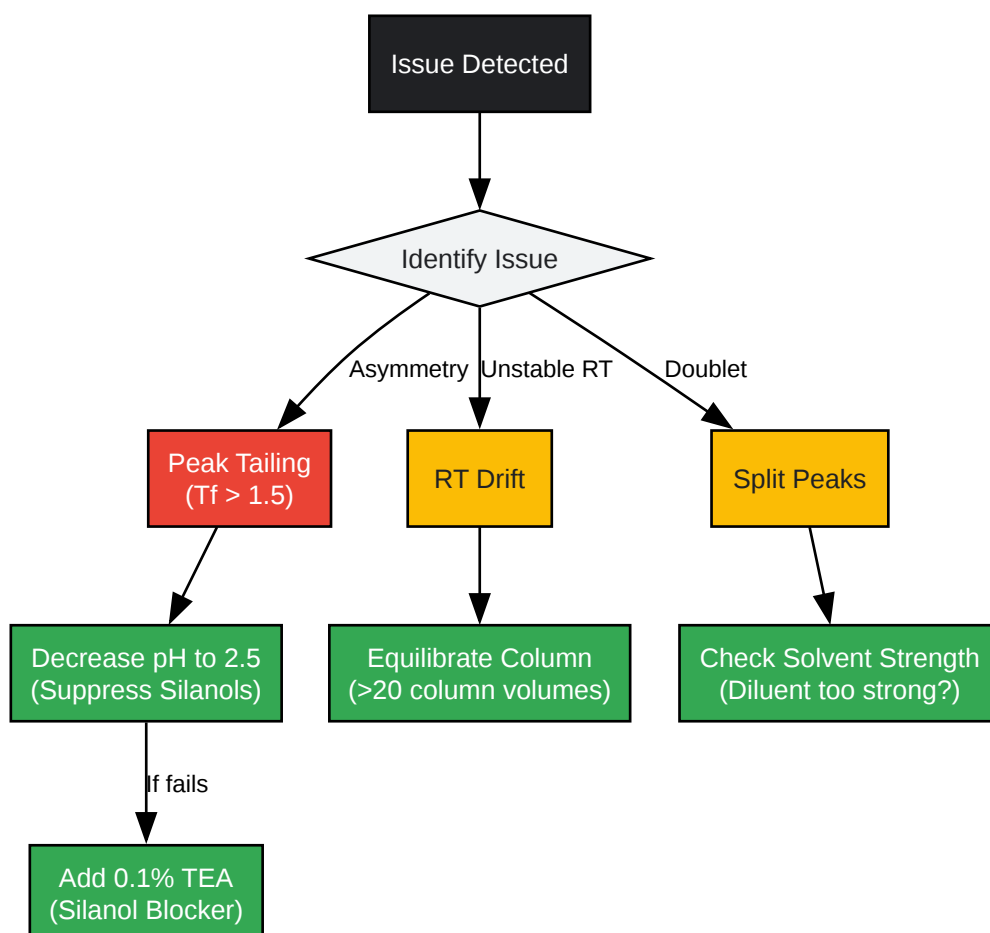 Issue Detected
Identify Issue
Asymmetry
Unstable RT
Doublet
Peak Tailing
(Tf > 1.5)
RT Drift
Split Peaks
Decrease pH to 2.5
(Suppress Silanols)
Equilibrate Column
(>20 column volumes)
Check Solvent Strength
(Diluent too strong?)
If fails
Add 0.1% TEA
(Silanol Blocker)